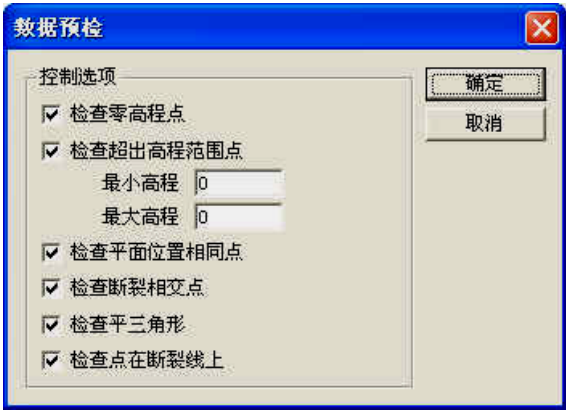 数据预检
控制选项
确定
检查零高程点
取消
检查超出高程范围点
最小高程 0
最大高程 0
检查平面位置相同点
检查断裂相交点
检查平三角形
检查点在断裂线上